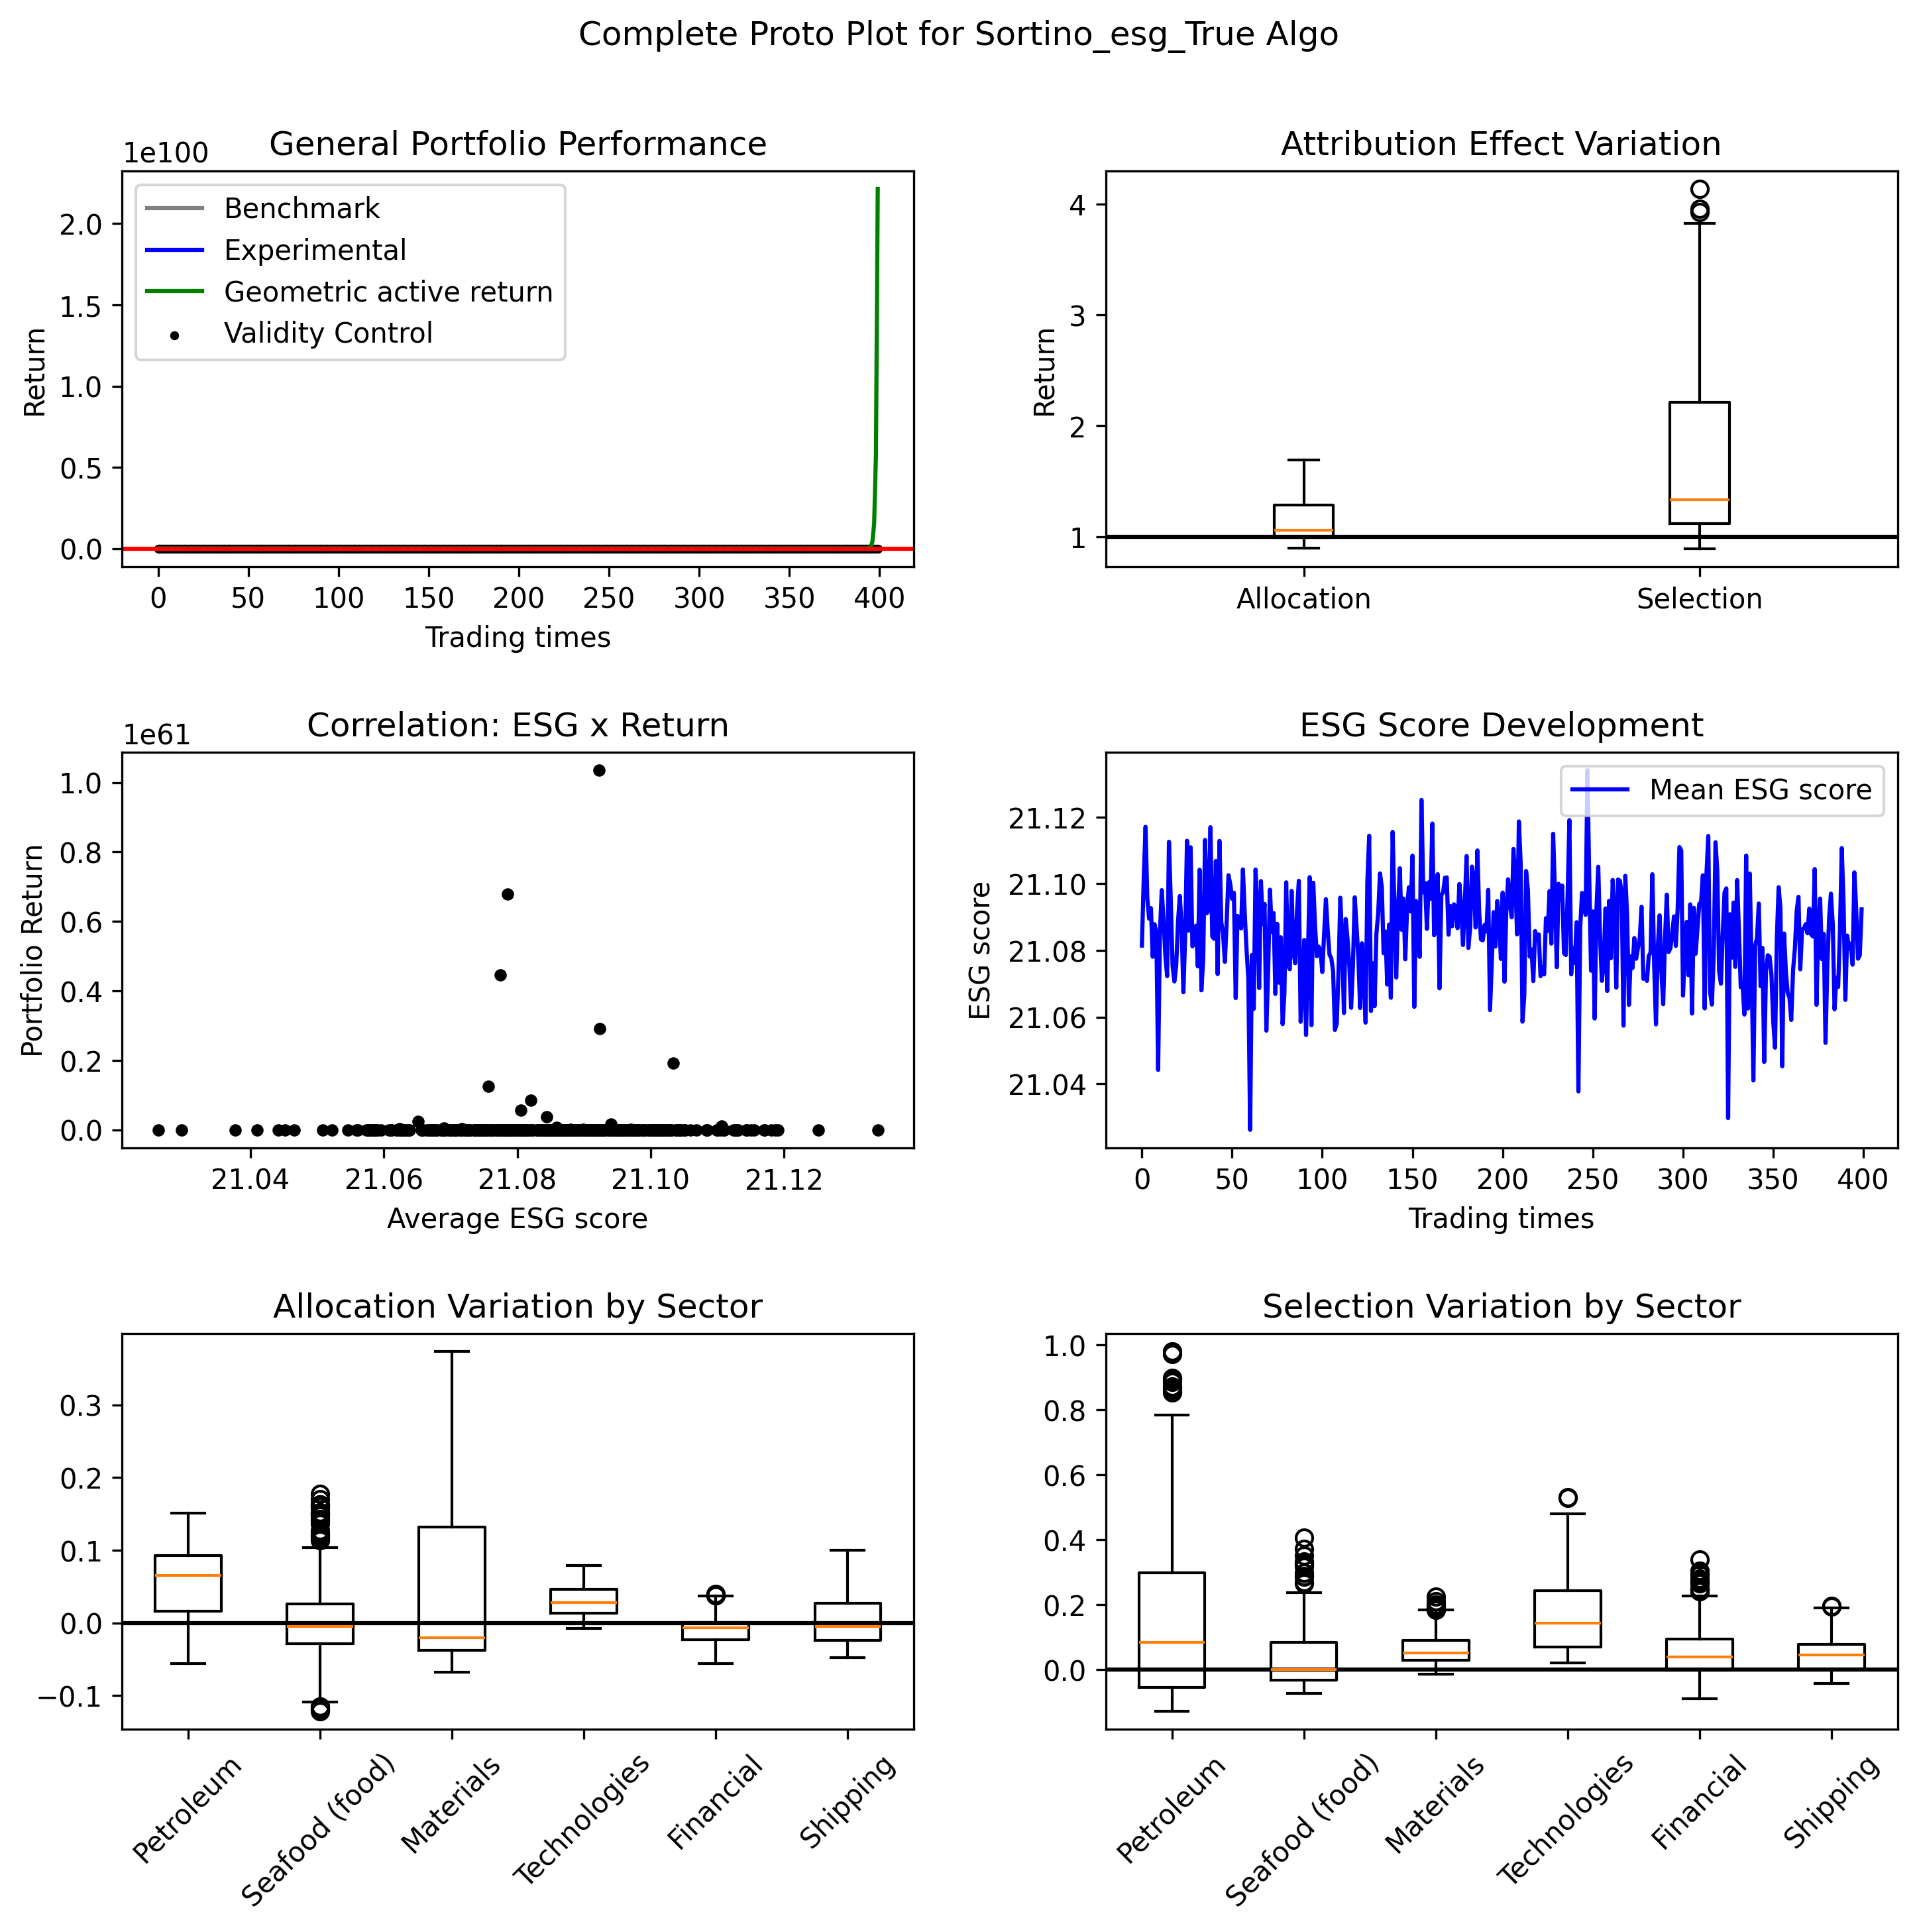 Complete Proto Plot for Sortino_esg_True Algo
General Portfolio Performance
1e100
Return
2.0
1.5
1.0
0.5
0.0
Benchmark
Experimental
Geometric active return
Validity Control
0 50 100 150 200 250 300 350 400
Trading times
Attribution Effect Variation
Return
4
3
2
1
Allocation Selection
Correlation: ESG x Return
1e61
Portfolio Return
1.0
0.8
0.6
0.4
0.2
0.0
21.04 21.06 21.08 21.10 21.12
Average ESG score
ESG Score Development
Mean ESG score
ESG score
21.12
21.10
21.08
21.06
21.04
0 50 100 150 200 250 300 350 400
Trading times
Allocation Variation by Sector
0.3
0.2
0.1
0.0
−0.1
Petroleum
Seafood (food)
Materials
Technologies
Financial
Shipping
Selection Variation by Sector
1.0
0.8
0.6
0.4
0.2
0.0
Petroleum
Seafood (food)
Materials
Technologies
Financial
Shipping